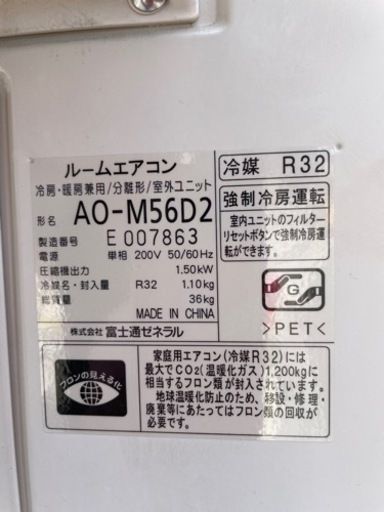 ルームエアコン
冷房・暖房兼用/分離形/室外ユニット
形名 AO-M56D2
製造番号 E 007863
電源 単相 200V 50/60Hz
圧縮機出力 1.50kW
冷媒名・封入量 R32 1.10kg
総質量 36kg
MADE IN CHINA
株式会社 富士通ゼネラル
冷媒 R32
強制冷房運転
室内ユニットのフィルター
リセットボタンで強制冷房運
転ができます。
G
>PET<
フロンの見える化
家庭用エアコン(冷媒R32)には
最大でCO2(温暖化ガス)1,200kgに
相当するフロン類が封入されています。
地球温暖化防止のため、移設・修理・
廃棄等にあたってはフロン類の回収が
必要です。